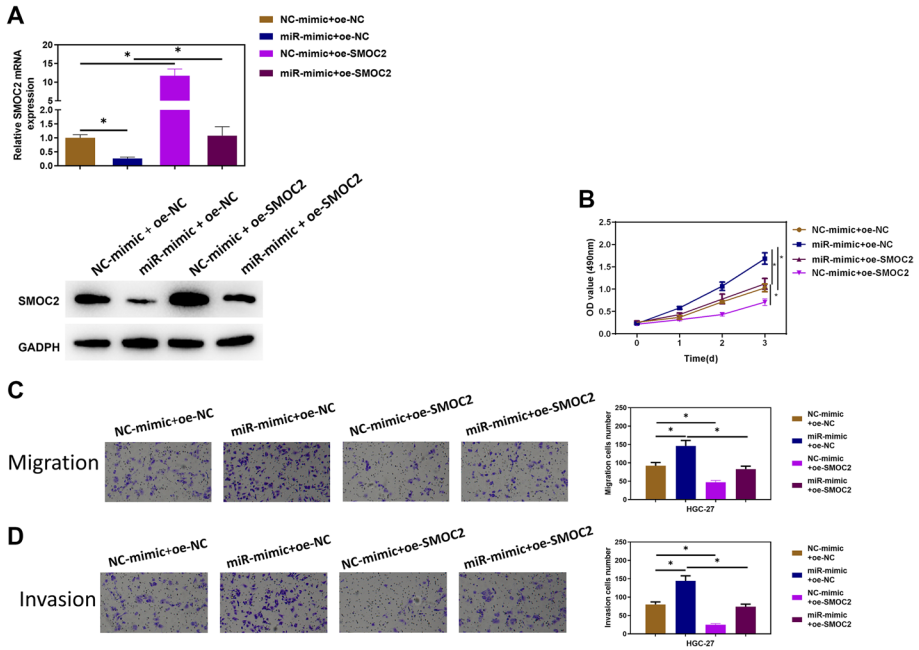 A
NC-mimic+oe-NC
miR-mimic+oe-NC
NC-mimic+oe-SMOC2
miR-mimic+oe-SMOC2
Relative SMOC2 mRNA
expression
20
15
10
5
2.0
1.5
1.0
0.5
0.0
*
*
*
NC-mimic + oe-NC
miR-mimic + oe-NC
NC-mimic + oe-SMOC2
miR-mimic + oe-SMOC2
SMOC2
GADPH
B
OD value (490nm)
2.5
2.0
1.5
1.0
0.5
0.0
0
1
2
3
Time(d)
*
*
*
NC-mimic+oe-NC
miR-mimic+oe-NC
miR-mimic+oe-SMOC2
NC-mimic+oe-SMOC2
C
Migration
NC-mimic+oe-NC
miR-mimic+oe-NC
NC-mimic+oe-SMOC2
miR-mimic+oe-SMOC2
Migration cells number
250
200
150
100
50
0
*
*
*
HGC-27
NC-mimic
+oe-NC
miR-mimic
+oe-NC
NC-mimic
+oe-SMOC2
miR-mimic
+oe-SMOC2
D
Invasion
NC-mimic+oe-NC
miR-mimic+oe-NC
NC-mimic+oe-SMOC2
miR-mimic+oe-SMOC2
Invasion cells number
250
200
150
100
50
0
*
*
*
HGC-27
NC-mimic
+oe-NC
miR-mimic
+oe-NC
NC-mimic
+oe-SMOC2
miR-mimic
+oe-SMOC2